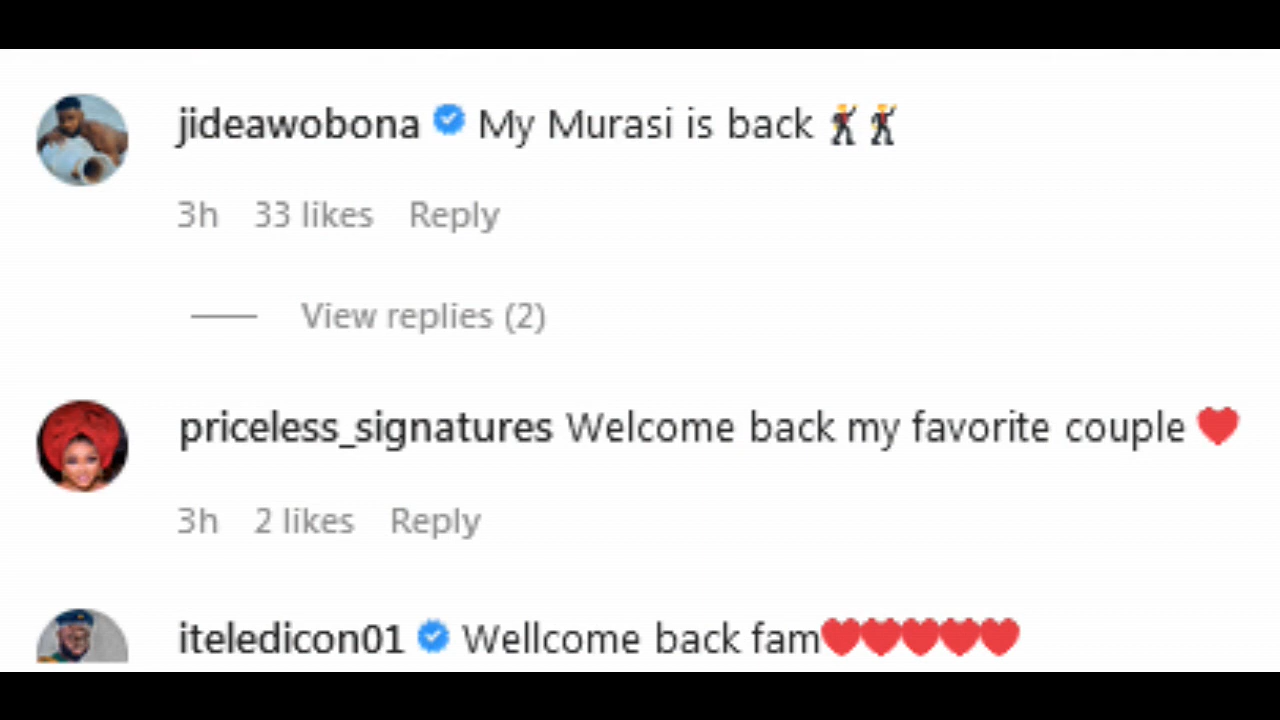 jideawobona My Murasi is back 🕺🕺
3h 33 likes Reply
View replies (2)
priceless_signatures Welcome back my favorite couple ❤️
3h 2 likes Reply
iteledicon01 Wellcome back fam❤️❤️❤️❤️❤️